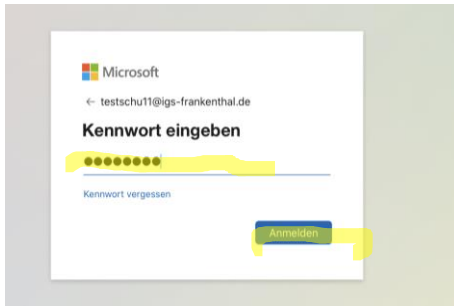 Microsoft
← testschu11@igs-frankenthal.de
Kennwort eingeben
●●●●●●●●
Kennwort vergessen
Anmelden